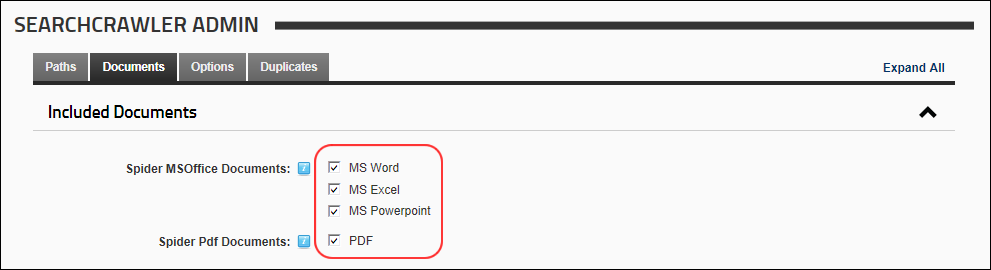 SEARCHCRAWLER ADMIN
Paths Documents Options Duplicates Expand All
Included Documents
Spider MSOffice Documents: ? MS Word
MS Excel
MS Powerpoint
Spider Pdf Documents: ? PDF